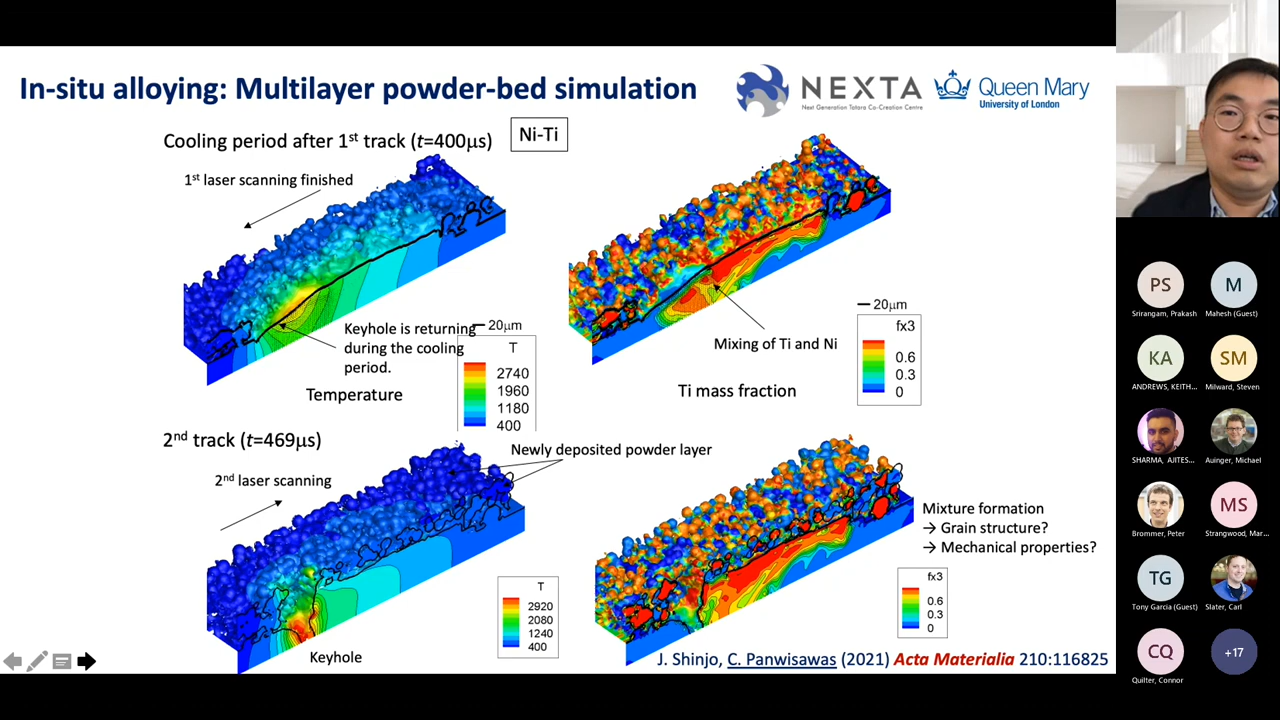 In-situ alloying: Multilayer powder-bed simulation
NEXTA
Next Generation Tatara Co-Creation Centre
Queen Mary
University of London
Cooling period after 1st track (t=400μs)
Ni-Ti
1st laser scanning finished
Keyhole is returning
during the cooling
period.
20μm
T
2740
1960
1180
400
Temperature
Mixing of Ti and Ni
20μm
fx3
0.6
0.3
0
Ti mass fraction
2nd track (t=469μs)
Newly deposited powder layer
2nd laser scanning
Keyhole
T
2920
2080
1240
400
Mixture formation
→ Grain structure?
→ Mechanical properties?
fx3
0.6
0.3
0
J. Shinjo, C. Panwisawas (2021) Acta Materialia 210:116825
PS
Srirangam, Prakash
M
Mahesh (Guest)
KA
ANDREWS, KEITH...
SM
Milward, Steven
SHARMA, AJITES...
Auinger, Michael
Brommer, Peter
MS
Strangwood, Mar...
TG
Tony Garcia (Guest)
Slater, Carl
CQ
Quilter, Connor
+17